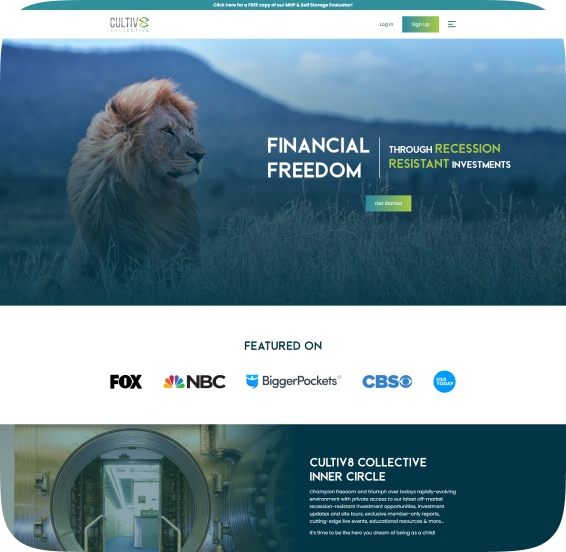 Click here for a FREE copy of our MHP & Self Storage Evaluator!
CULTIV8
COLLECTIVE
Log In
Sign Up
FINANCIAL
FREEDOM
THROUGH RECESSION
RESISTANT INVESTMENTS
Get Started
FEATURED ON
FOX
NBC
BiggerPockets®
CBS
USA
TODAY
CULTIV8 COLLECTIVE
INNER CIRCLE
Champion freedom and triumph over todays rapidly-evolving
environment with private access to our latest off-market
recession-resistant investment opportunities, investment
updates and site tours, exclusive member-only reports,
cutting-edge live events, educational resources & more...
It's time to be the hero you dream of being as a child!